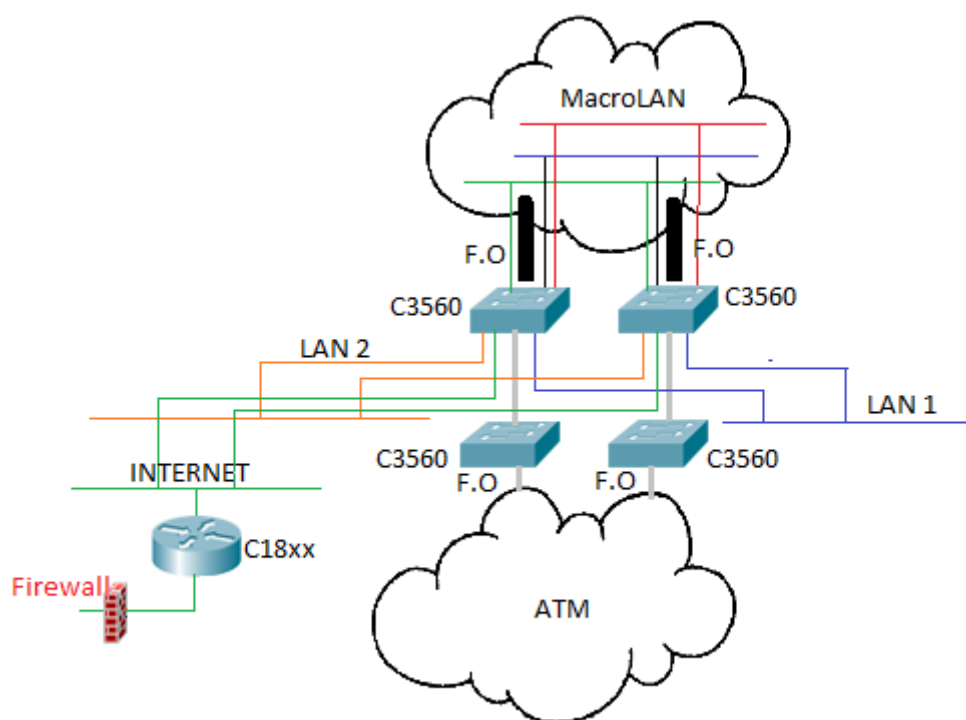 MacroLAN
F.O
F.O
C3560
C3560
LAN 2
LAN 1
C3560
C3560
INTERNET
F.O
F.O
C18xx
Firewall
ATM